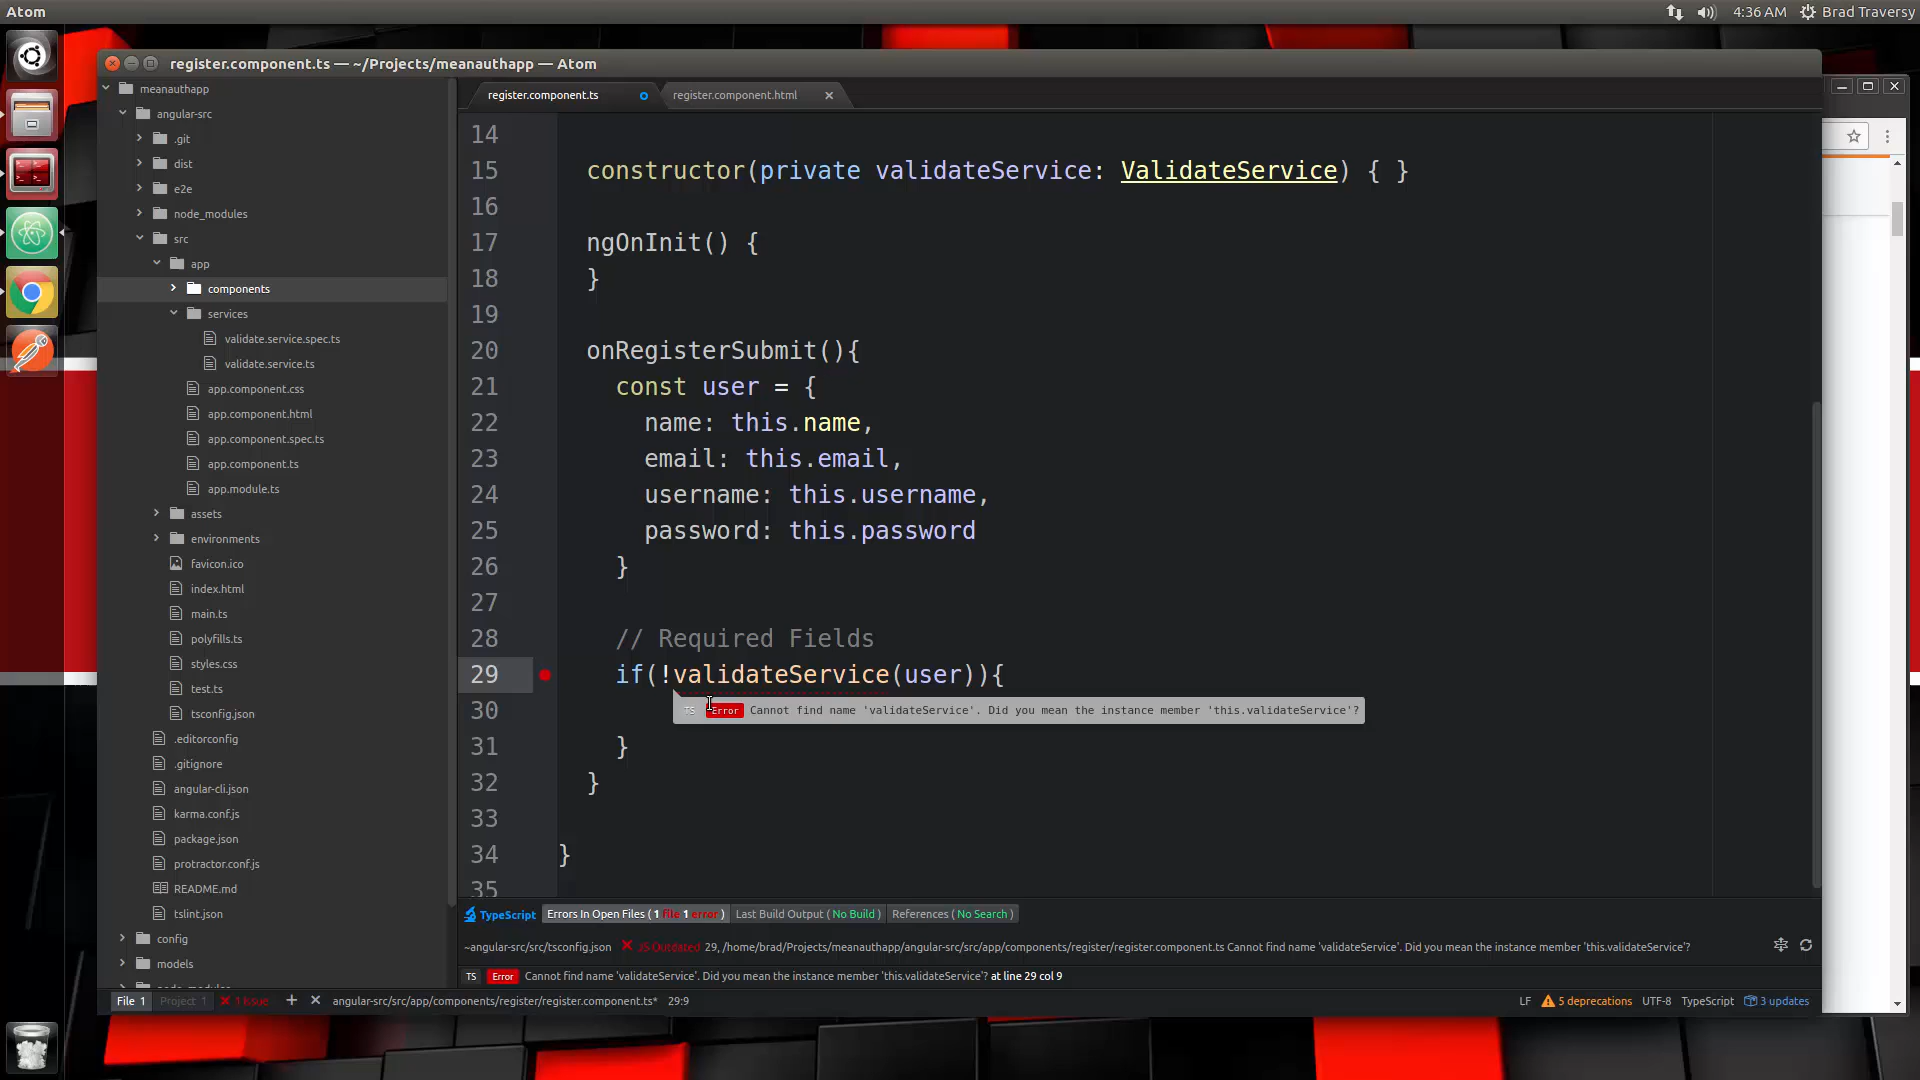 Atom
4:36 AM Brad Traversy
register.component.ts — ~/Projects/meanauthapp — Atom
meanauthapp
angular-src
.git
dist
e2e
node_modules
src
app
components
services
validate.service.spec.ts
validate.service.ts
app.component.css
app.component.html
app.component.spec.ts
app.component.ts
app.module.ts
assets
environments
favicon.ico
index.html
main.ts
polyfills.ts
styles.css
test.ts
tsconfig.json
.editorconfig
.gitignore
angular-cli.json
karma.conf.js
package.json
protractor.conf.js
README.md
tslint.json
config
models
register.component.ts register.component.html
14
15 constructor(private validateService: ValidateService) { }
16
17 ngOnInit() {
18 }
19
20 onRegisterSubmit(){
21 const user = {
22 name: this.name,
23 email: this.email,
24 username: this.username,
25 password: this.password
26 }
27
28 // Required Fields
29 if(!validateService(user)){
30 TS Error Cannot find name 'validateService'. Did you mean the instance member 'this.validateService'?
31 }
32 }
33
34 }
35
TypeScript Errors In Open Files ( 1 file 1 error ) Last Build Output ( No Build ) References ( No Search )
~angular-src/src/tsconfig.json JS Outdated 29, /home/brad/Projects/meanauthapp/angular-src/src/app/components/register/register.component.ts Cannot find name 'validateService'. Did you mean the instance member 'this.validateService'?
TS Error Cannot find name 'validateService'. Did you mean the instance member 'this.validateService'? at line 29 col 9
File 1 Project 1 1 Issue + × angular-src/src/app/components/register/register.component.ts* 29:9 LF 5 deprecations UTF-8 TypeScript 3 updates